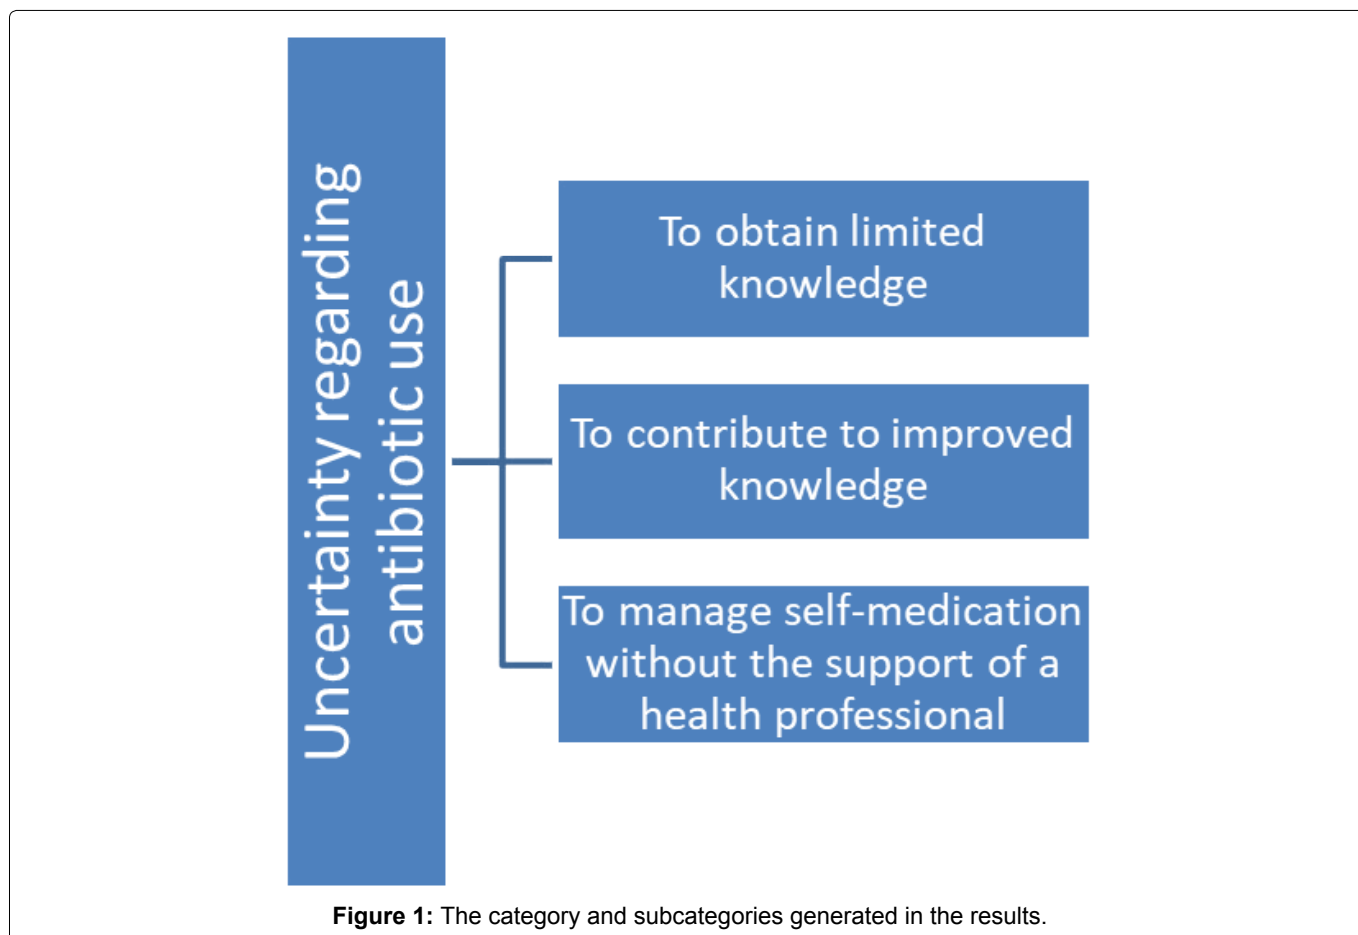 Uncertainty regarding
antibiotic use
To obtain limited
knowledge
To contribute to improved
knowledge
To manage self-medication
without the support of a
health professional
Figure 1: The category and subcategories generated in the results.